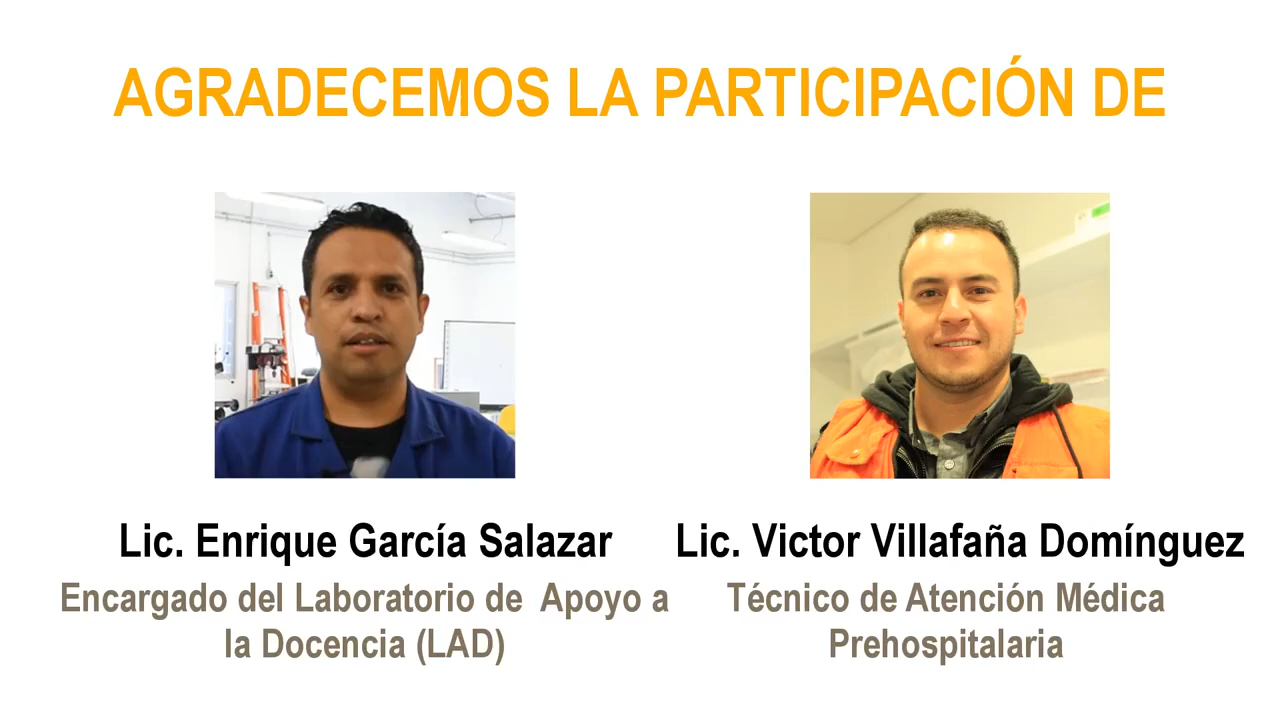 AGRADECEMOS LA PARTICIPACIÓN DE
Lic. Enrique García Salazar
Encargado del Laboratorio de Apoyo a
la Docencia (LAD)
Lic. Victor Villafaña Domínguez
Técnico de Atención Médica
Prehospitalaria